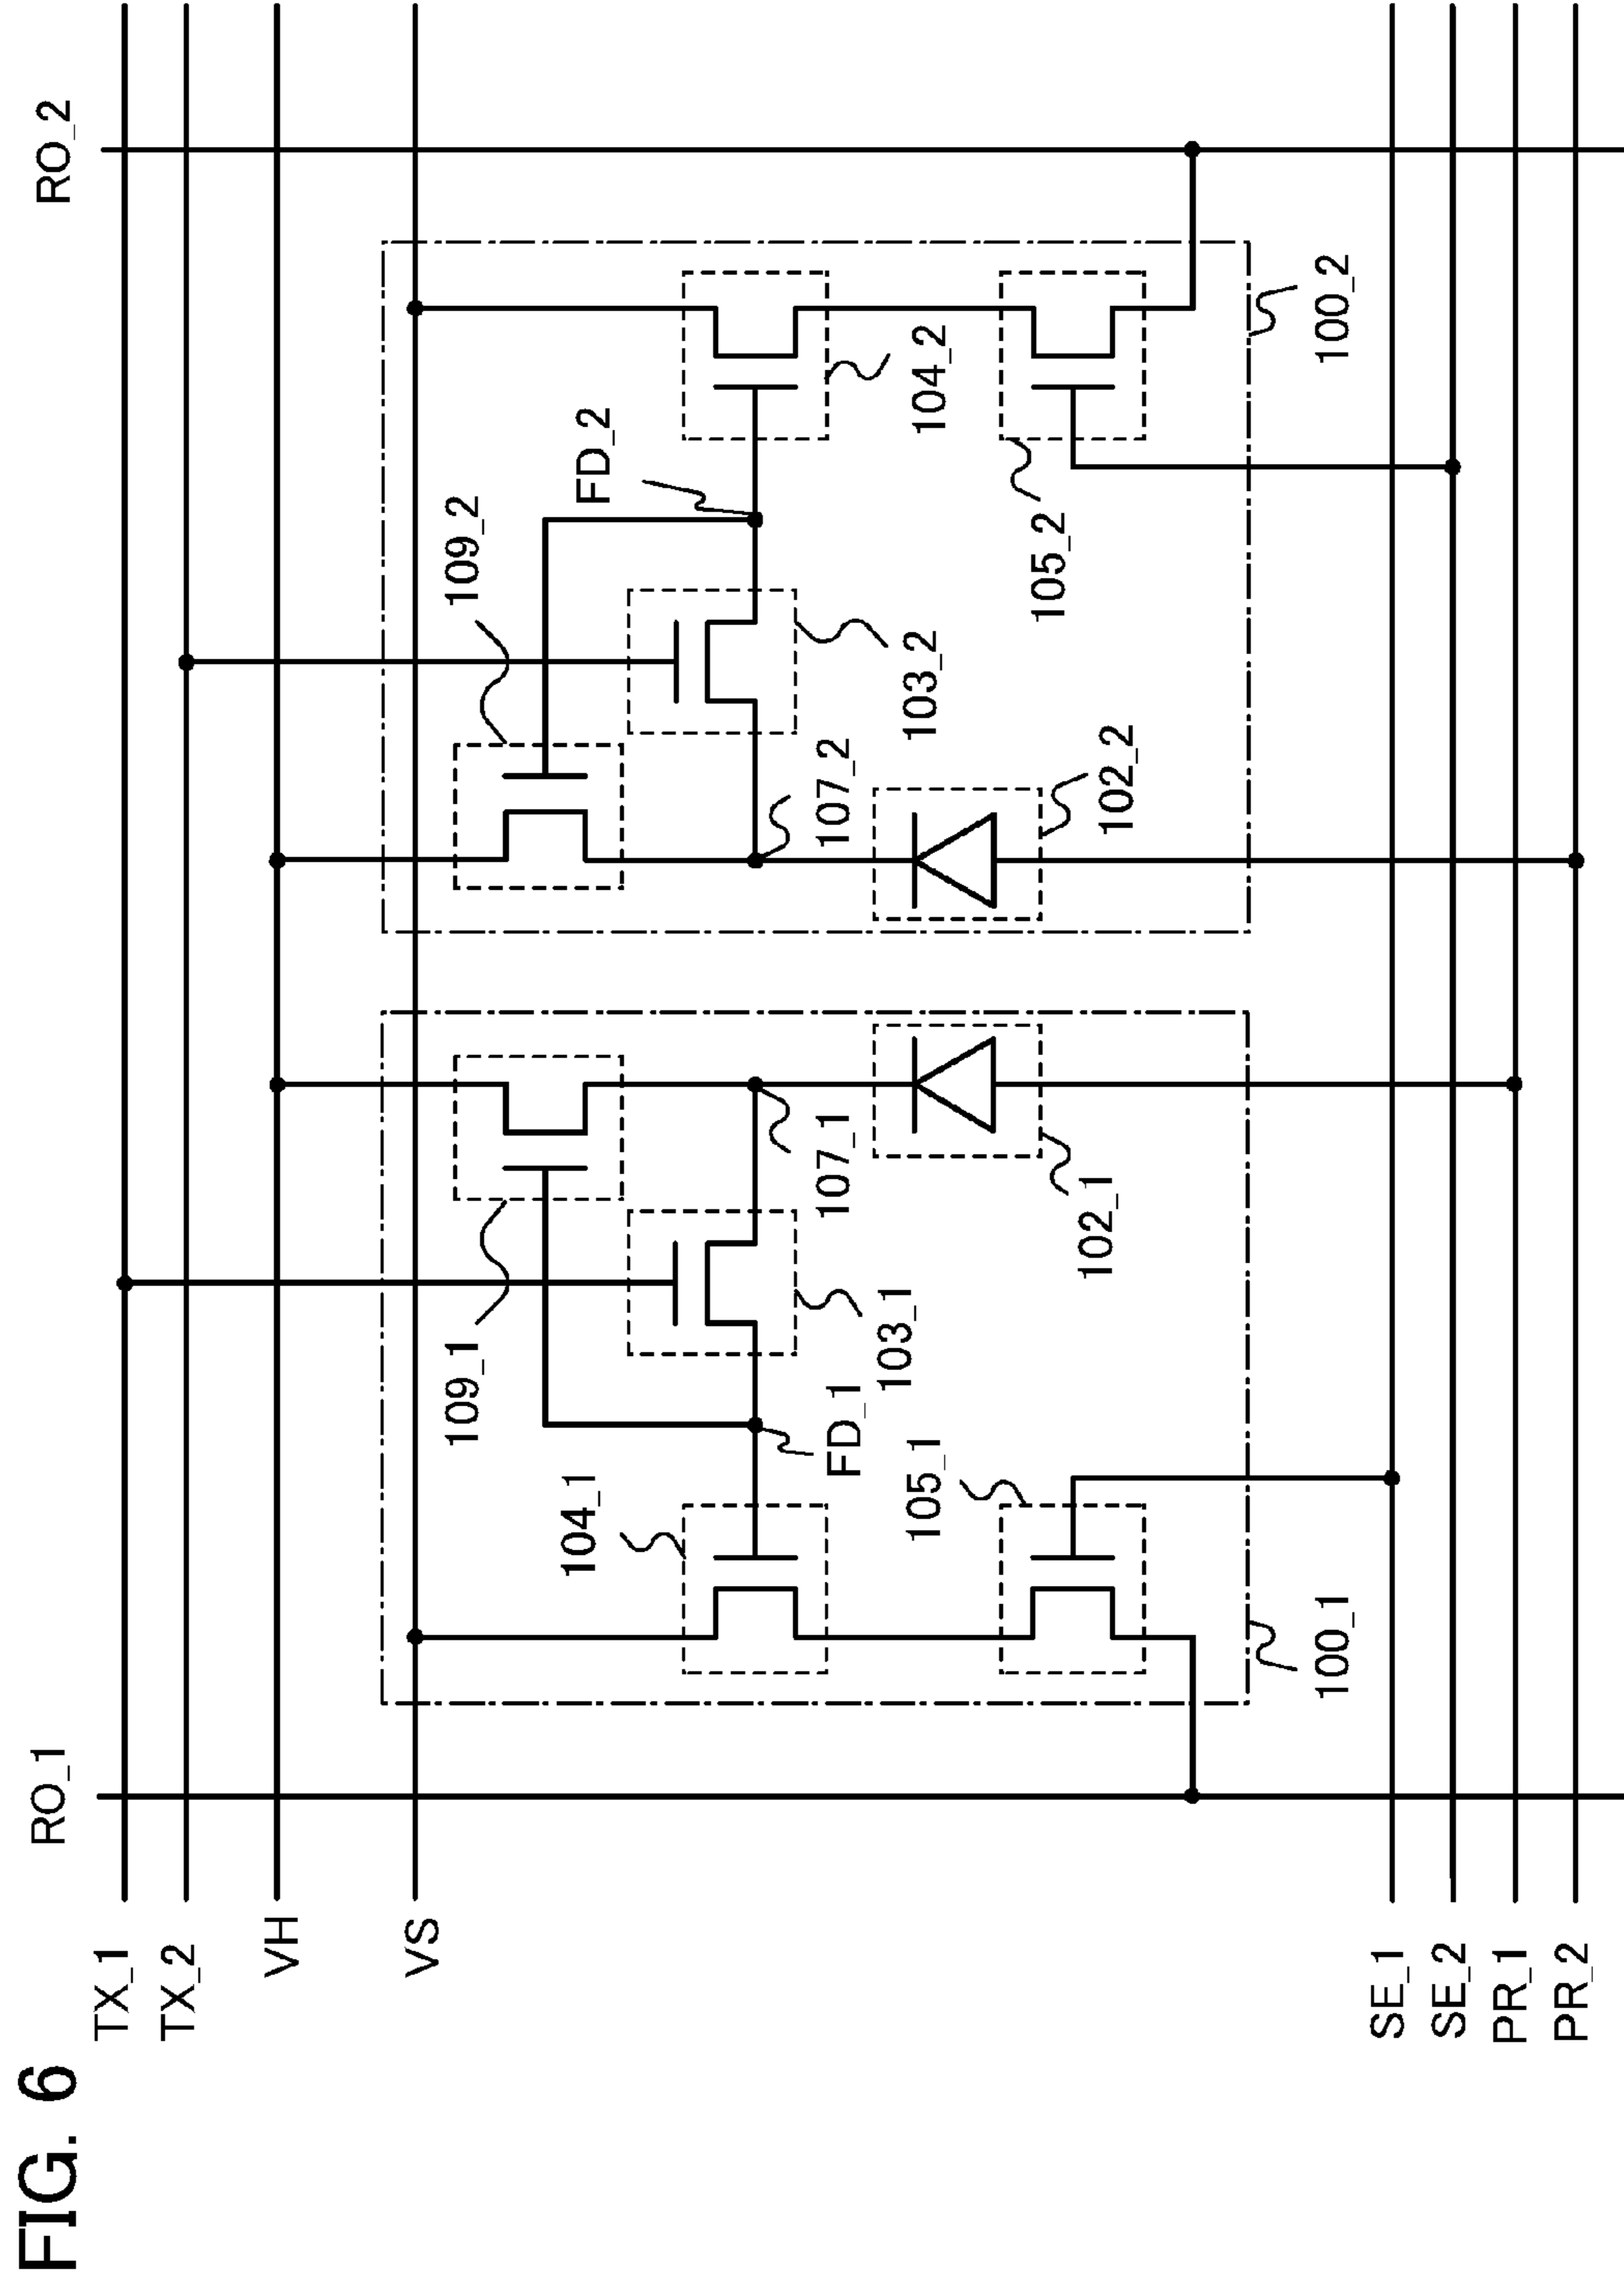 FIG. 6
RO_1
RO_2
TX_1
TX_2
VH
VS
109_1
109_2
104_1
FD_2
FD_1
103_1
107_1
107_2
103_2
104_2
105_1
105_2
102_1
102_2
100_1
100_2
SE_1
SE_2
PR_1
PR_2